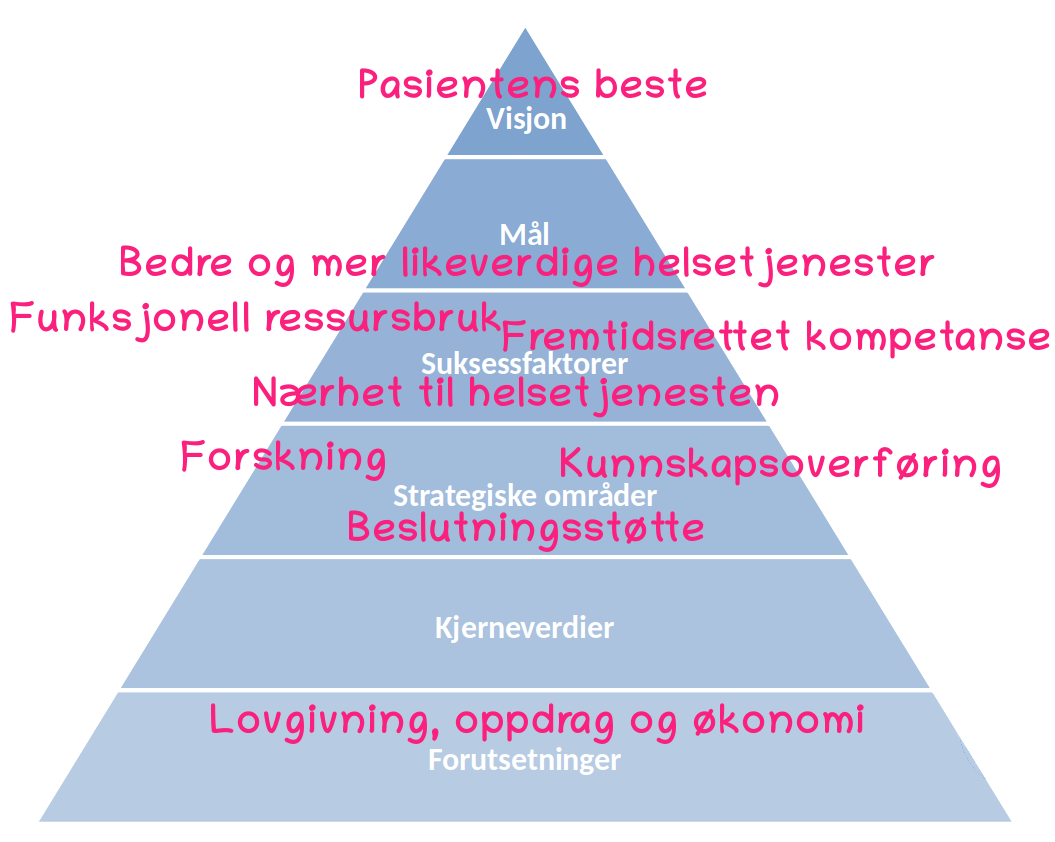 Pasientens beste
Visjon
Mål
Bedre og mer likeverdige helsetjenester
Funksjonell ressursbruk
Fremtidsrettet kompetanse
Suksessfaktorer
Nærhet til helsetjenesten
Forskning
Kunnskapsoverføring
Strategiske områder
Beslutningsstøtte
Kjerneverdier
Lovgivning, oppdrag og økonomi
Forutsetninger